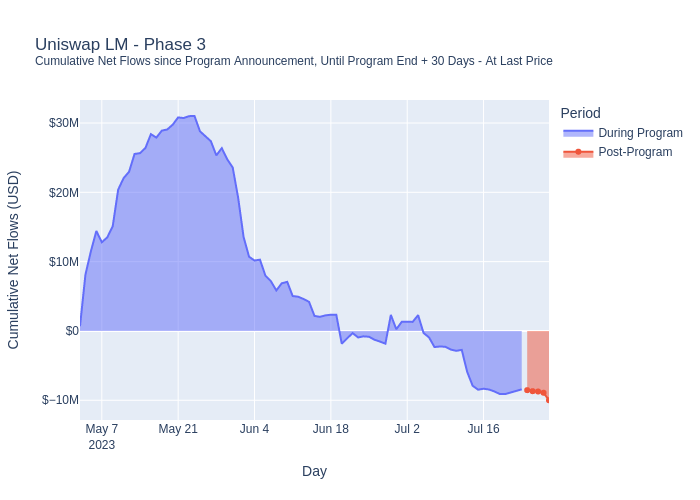 Uniswap LM - Phase 3
Cumulative Net Flows since Program Announcement, Until Program End + 30 Days - At Last Price
Period
During Program
Post-Program
Cumulative Net Flows (USD)
$30M
$20M
$10M
$0
$−10M
May 7
2023
May 21
Jun 4
Jun 18
Jul 2
Jul 16
Day